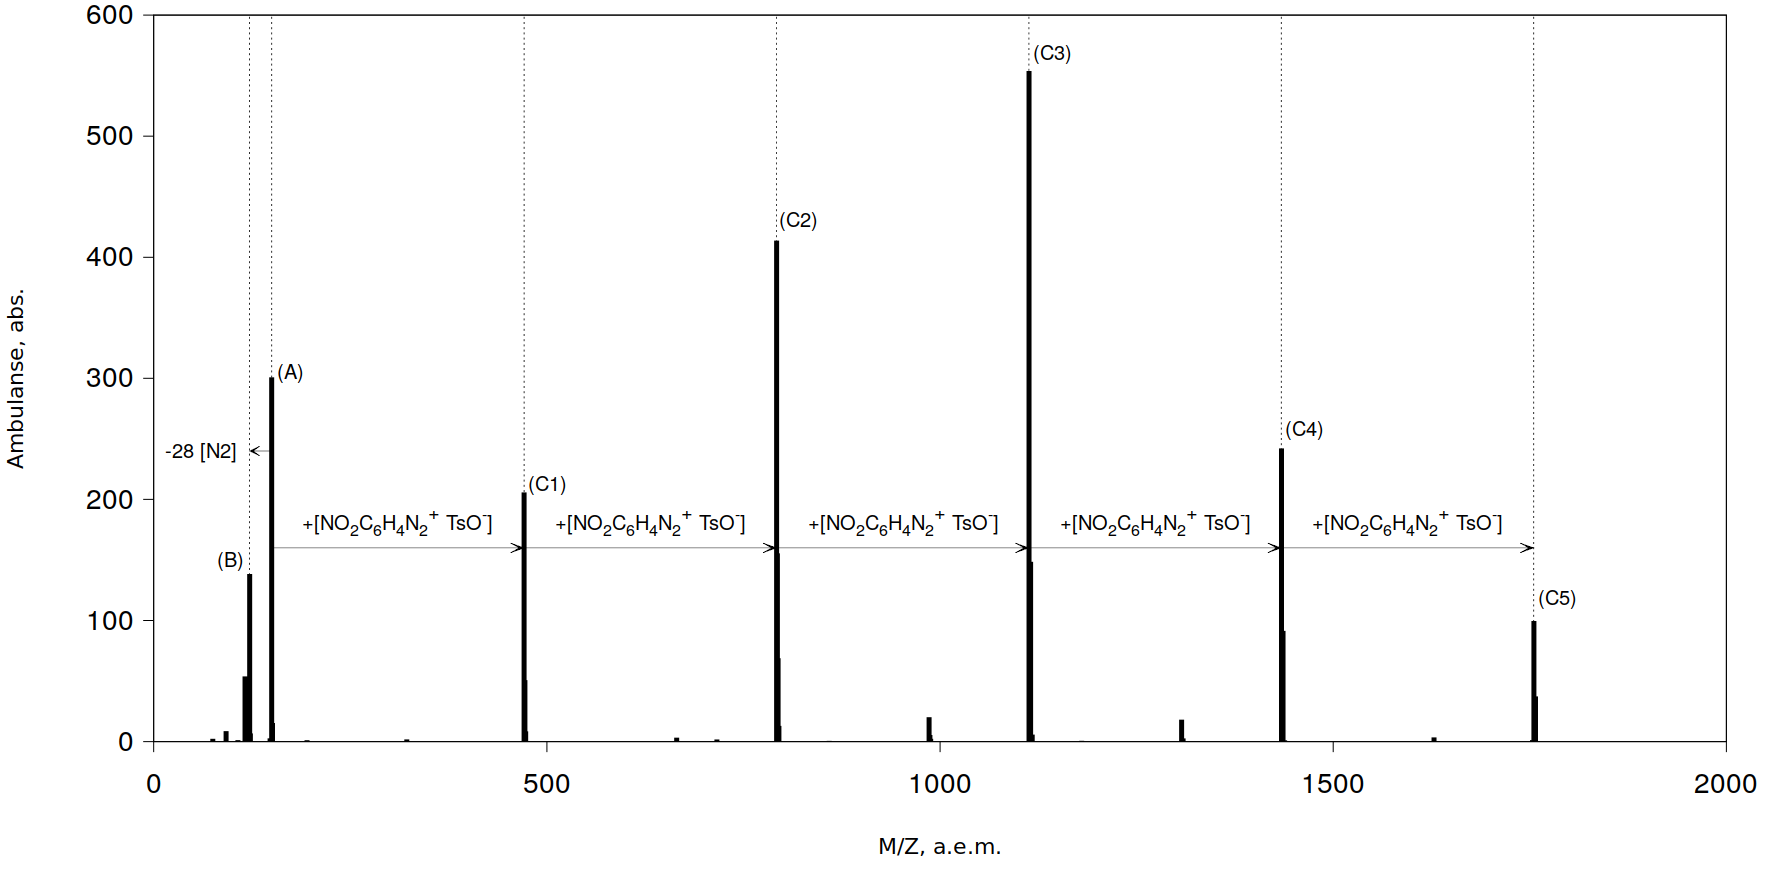 600
500
400
300
200
100
0
0
500
1000
1500
2000
Ambulanse, abs.
M/Z, a.e.m.
(C3)
(C2)
(A)
(C4)
-28 [N2]
(C1)
+[NO₂C₆H₄N₂⁺ TsO⁻]
+[NO₂C₆H₄N₂⁺ TsO⁻]
+[NO₂C₆H₄N₂⁺ TsO⁻]
+[NO₂C₆H₄N₂⁺ TsO⁻]
+[NO₂C₆H₄N₂⁺ TsO⁻]
(B)
(C5)